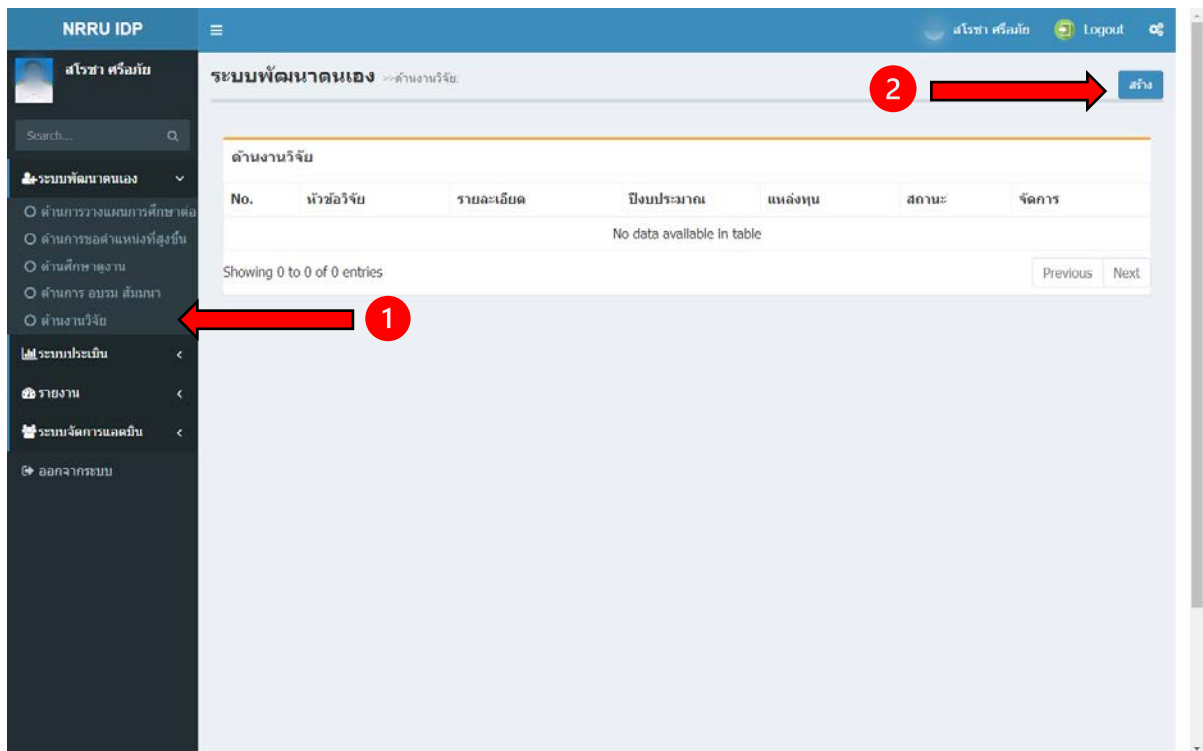 NRRU IDP
สโรชา ศรีอภัย
Logout
สโรชา ศรีอภัย
ระบบพัฒนาตนเอง >>ด้านงานวิจัย:
2
สร้าง
Search...
ระบบพัฒนาตนเอง
ด้านการวางแผนการศึกษาต่อ
ด้านการขอตำแหน่งที่สูงขึ้น
ด้านศึกษาดูงาน
ด้านการ อบรม สัมมนา
ด้านงานวิจัย
1
ระบบประเมิน
รายงาน
ระบบจัดการแอดมิน
ออกจากระบบ
ด้านงานวิจัย
No. หัวข้อวิจัย รายละเอียด ปีงบประมาณ แหล่งทุน สถานะ จัดการ
No data available in table
Showing 0 to 0 of 0 entries
Previous Next